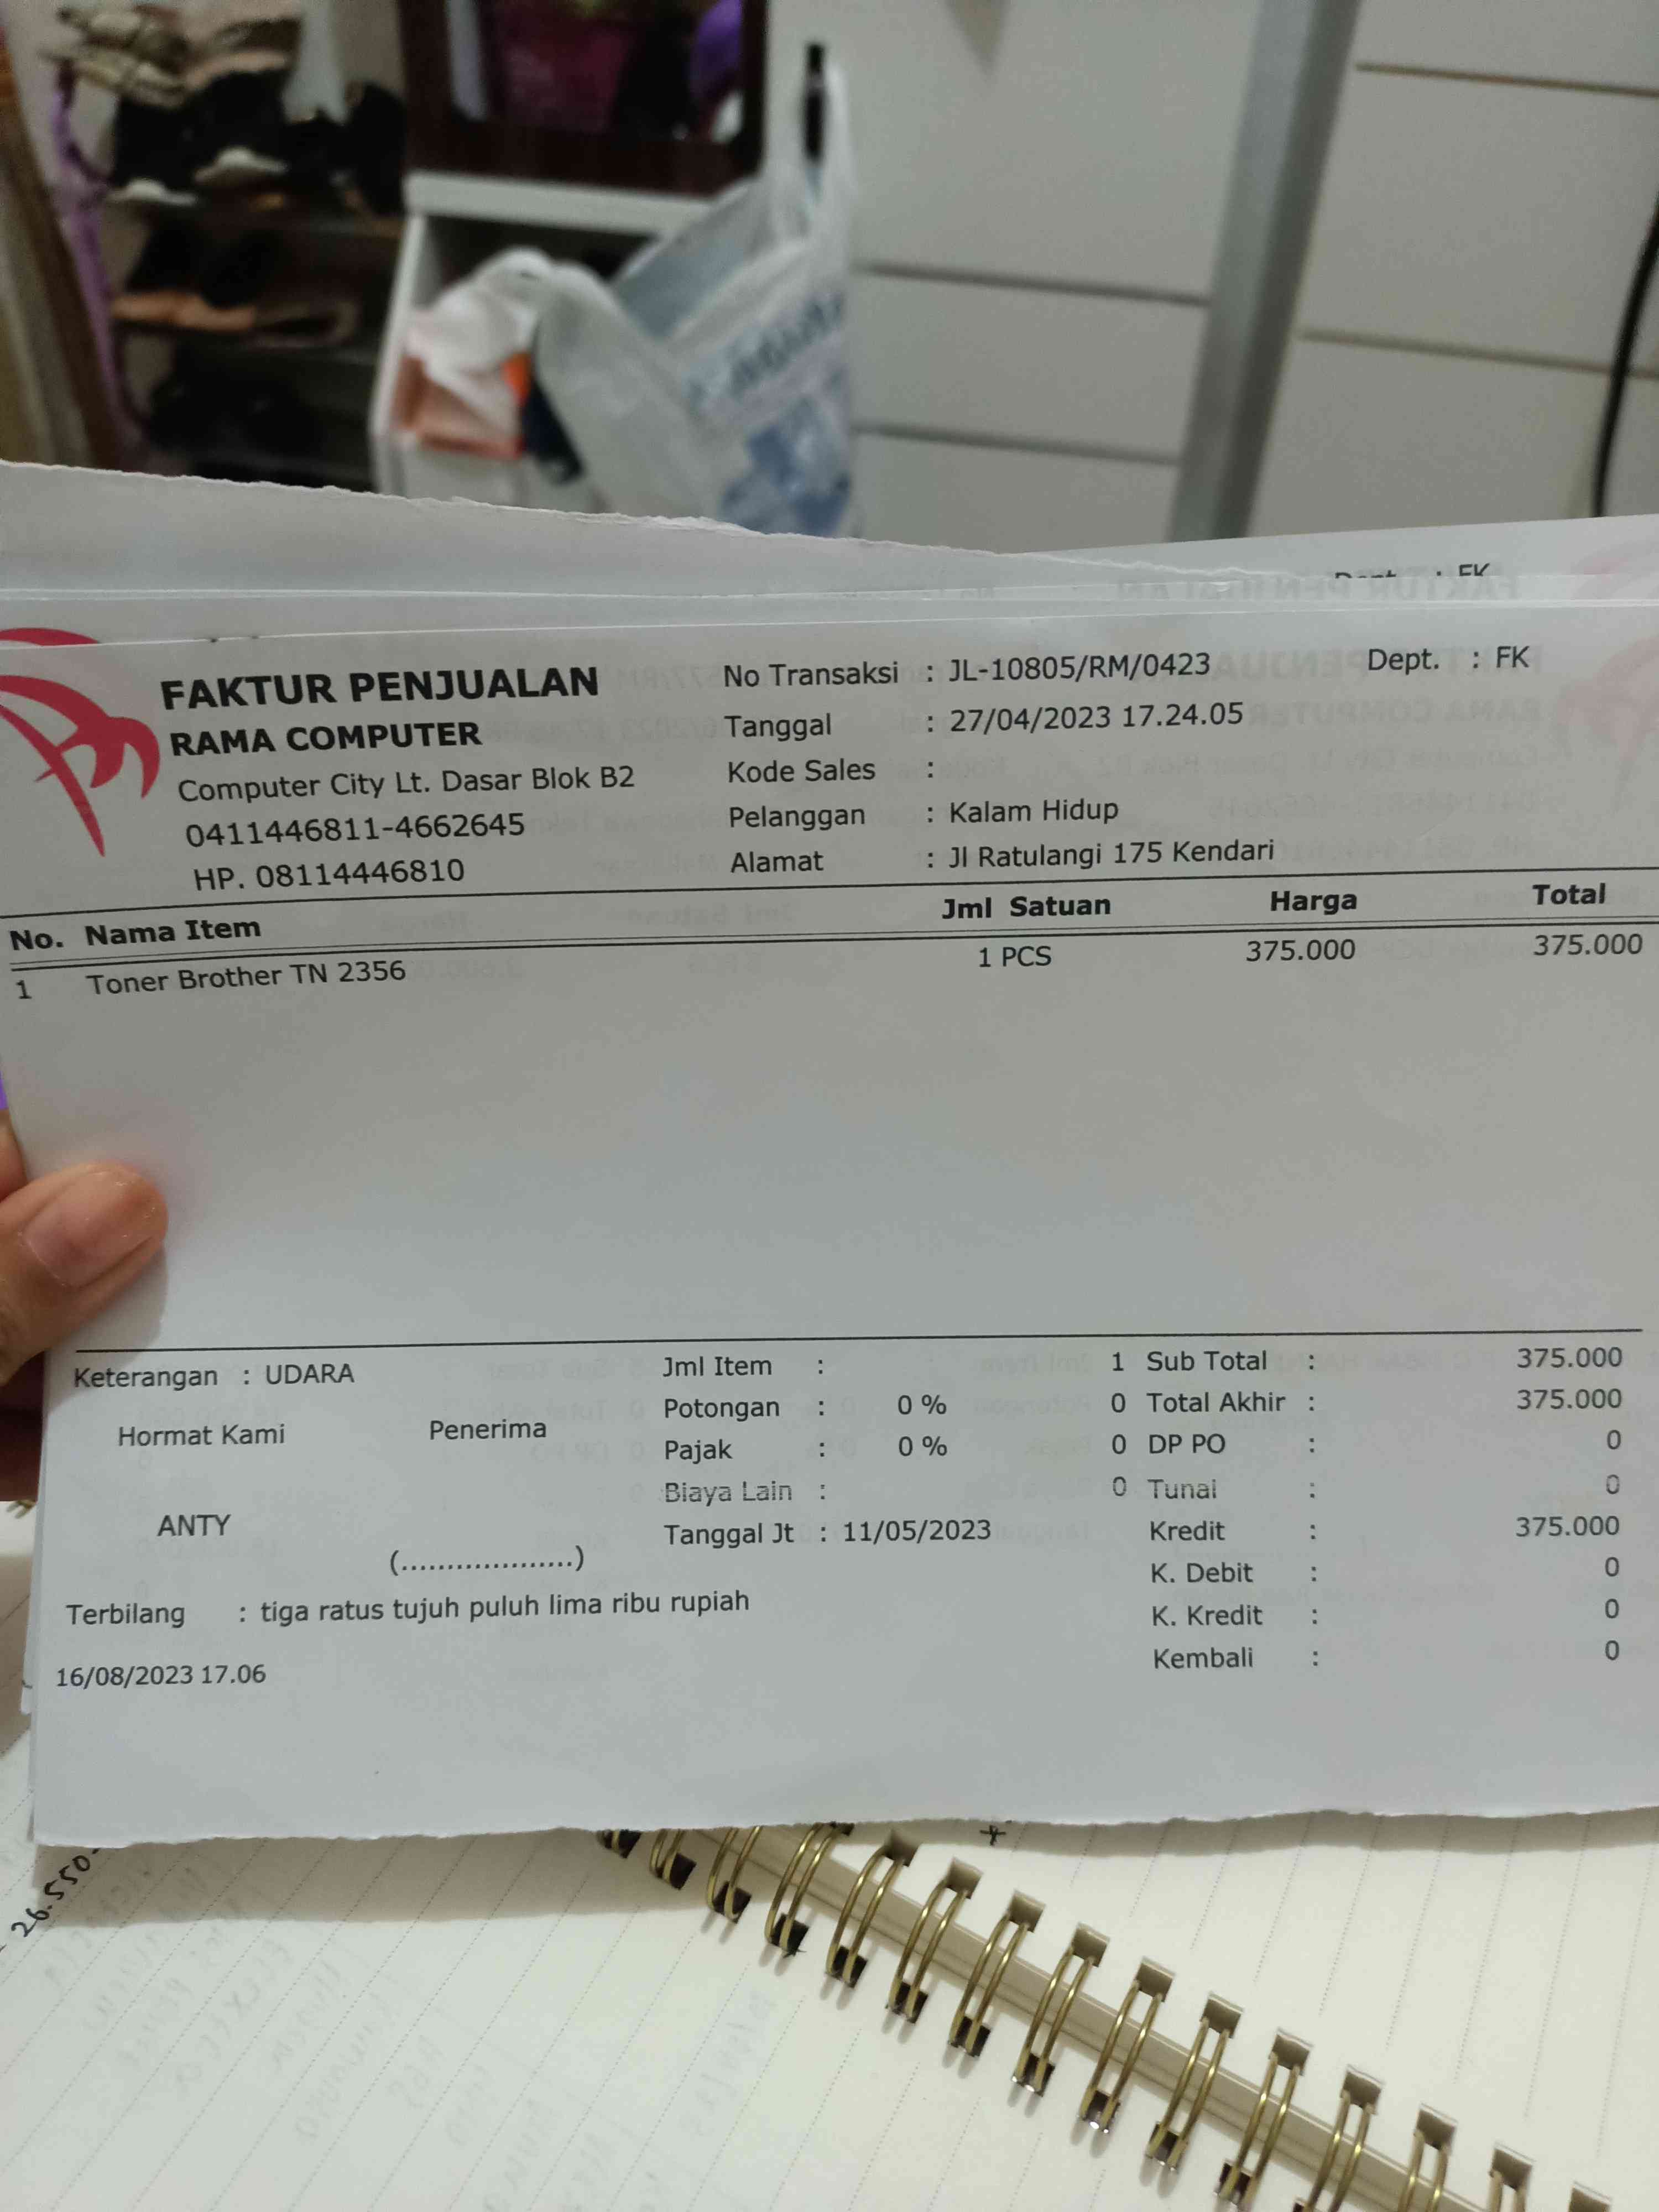 Dept. : FK
FAKTUR PENJUALAN
RAMA COMPUTER
Computer City Lt. Dasar Blok B2
0411446811-4662645
HP. 08114446810
No Transaksi : JL-10805/RM/0423
Dept. : FK
Tanggal : 27/04/2023 17.24.05
Kode Sales :
Pelanggan : Kalam Hidup
Alamat : Jl Ratulangi 175 Kendari
No. Nama Item Jml Satuan Harga Total
1 Toner Brother TN 2356 1 PCS 375.000 375.000
Keterangan : UDARA
Hormat Kami Penerima
ANTY
(...................)
Jml Item : 1
Potongan : 0 % 0
Pajak : 0 % 0
Biaya Lain : 0
Tanggal Jt : 11/05/2023
Sub Total : 375.000
Total Akhir : 375.000
DP PO : 0
Tunai : 0
Kredit : 375.000
K. Debit : 0
K. Kredit : 0
Kembali : 0
Terbilang : tiga ratus tujuh puluh lima ribu rupiah
16/08/2023 17.06
26.550